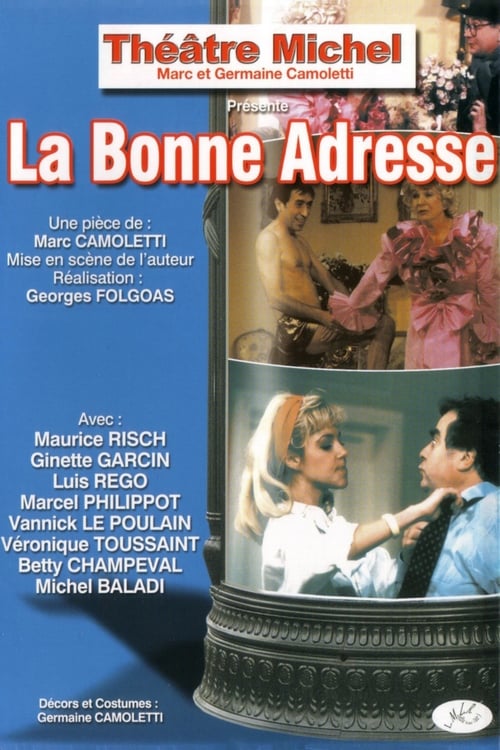 Théâtre Michel
Marc et Germaine Camoletti
Présente
La Bonne Adresse
Une pièce de :
Marc CAMOLETTI
Mise en scène de l'auteur
Réalisation :
Georges FOLGOAS
Avec :
Maurice RISCH
Ginette GARCIN
Luis REGO
Marcel PHILIPPOT
Vannick LE POULAIN
Véronique TOUSSAINT
Betty CHAMPEVAL
Michel BALADI
Décors et Costumes :
Germaine CAMOLETTI